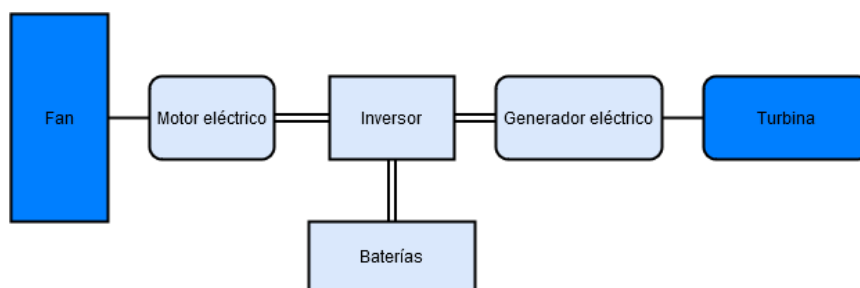 Fan
Motor eléctrico
Inversor
Generador eléctrico
Turbina
Baterías